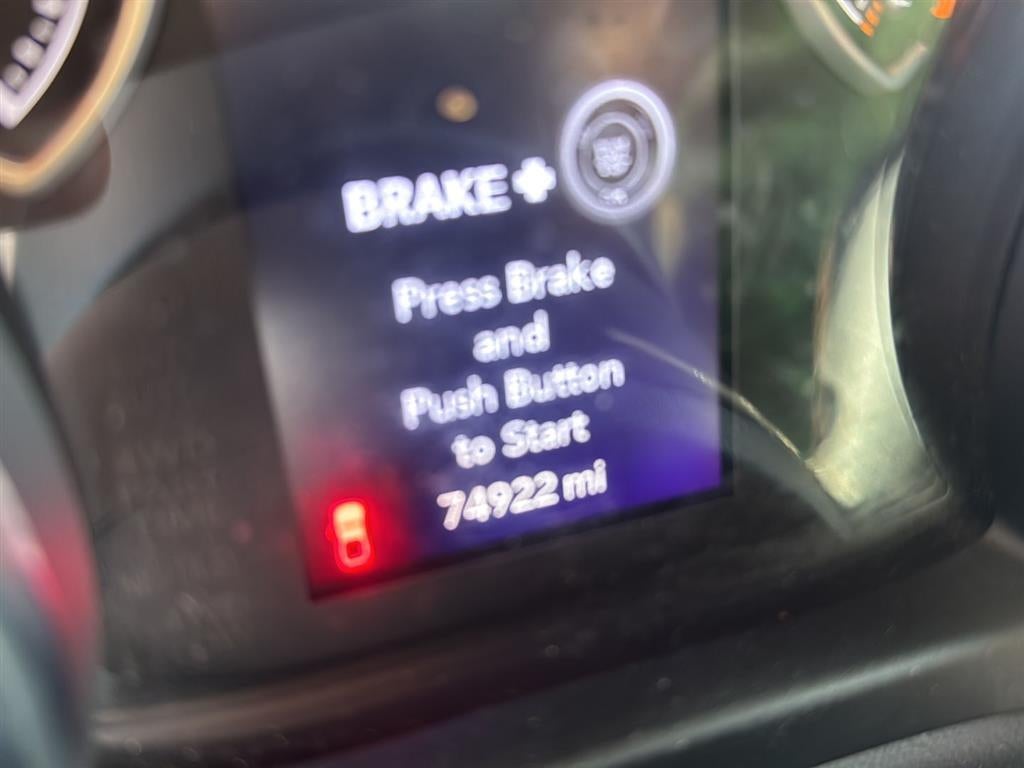 BRAKE+
Press Brake
and
Push Button
to Start
74922 mi